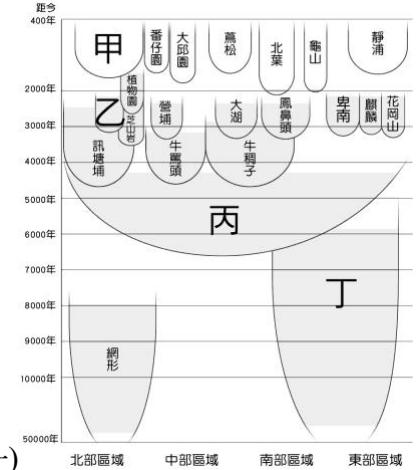 距今
400年
2000年
3000年
4000年
5000年
6000年
7000年
8000年
9000年
10000年
50000年
甲
番仔園
大邱園
蔦松
北葉
龜山
靜浦
植物園
乙
芝山岩
營埔
大湖
鳳鼻頭
卑南
麒麟
花岡山
訊塘埔
牛罵頭
牛稠子
丙
丁
網形
北部區域
中部區域
南部區域
東部區域